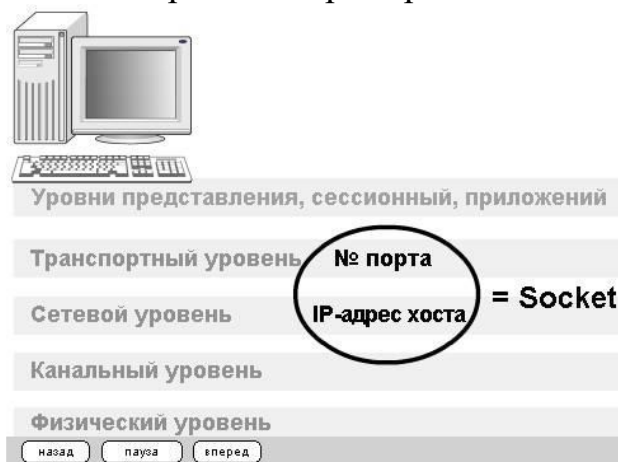 Уровни представления, сессионный, приложений
Транспортный уровень № порта
Сетевой уровень IP-адрес хоста = Socket
Канальный уровень
Физический уровень
назад пауза вперед